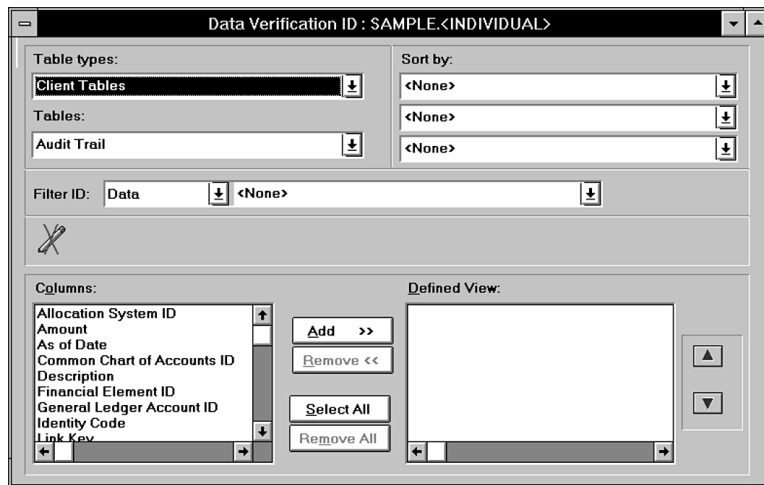 Data Verification ID : SAMPLE.<INDIVIDUAL>
Table types:
Client Tables
Tables:
Audit Trail
Sort by:
<None>
<None>
<None>
Filter ID: Data <None>
Columns:
Allocation System ID
Amount
As of Date
Common Chart of Accounts ID
Description
Financial Element ID
General Ledger Account ID
Identity Code
Link Key
Add >>
Remove <<
Select All
Remove All
Defined View: